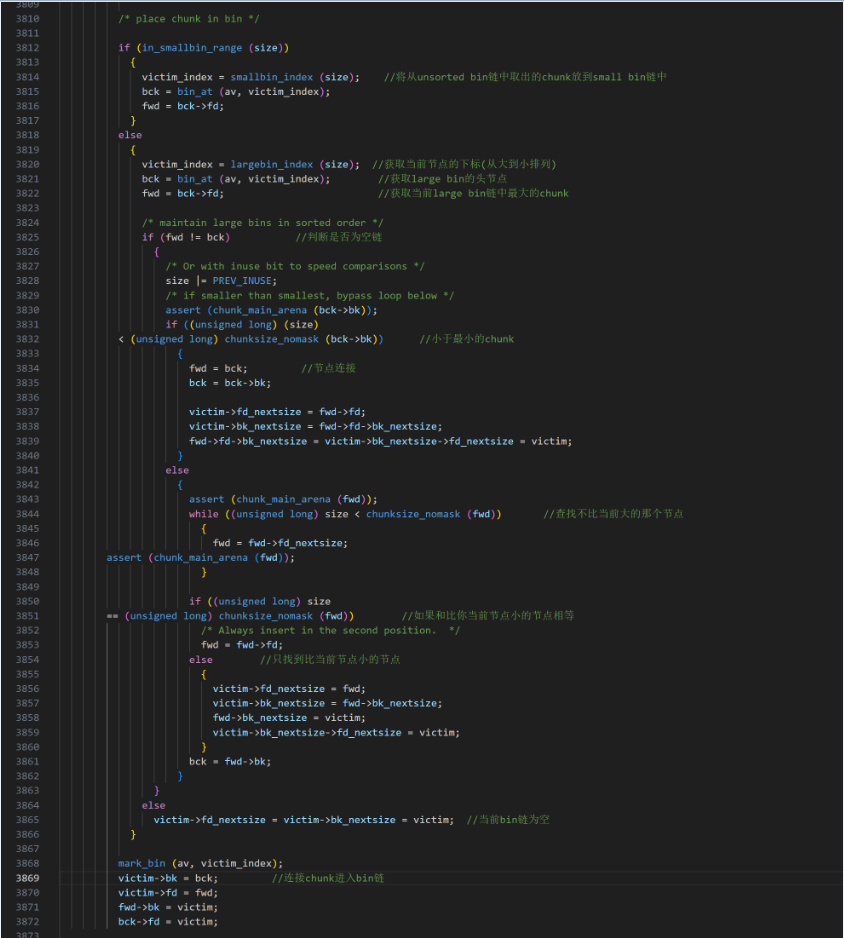 3809
3810 /* place chunk in bin */
3811
3812 if (in_smallbin_range (size))
3813 {
3814 victim_index = smallbin_index (size); //将从unsorted bin链中取出的chunk放到small bin链中
3815 bck = bin_at (av, victim_index);
3816 fwd = bck->fd;
3817 }
3818 else
3819 {
3820 victim_index = largebin_index (size); //获取当前节点的下标(从大到小排列)
3821 bck = bin_at (av, victim_index); //获取large bin的头节点
3822 fwd = bck->fd; //获取当前large bin链中最大的chunk
3823
3824 /* maintain large bins in sorted order */
3825 if (fwd != bck) //判断是否为空链
3826 {
3827 /* Or with inuse bit to speed comparisons */
3828 size |= PREV_INUSE;
3829 /* if smaller than smallest, bypass loop below */
3830 assert (chunk_main_arena (bck->bk));
3831 if ((unsigned long) (size)
3832 < (unsigned long) chunksize_nomask (bck->bk)) //小于最小的chunk
3833 {
3834 fwd = bck; //节点连接
3835 bck = bck->bk;
3836
3837 victim->fd_nextsize = fwd->fd;
3838 victim->bk_nextsize = fwd->fd->bk_nextsize;
3839 fwd->fd->bk_nextsize = victim->bk_nextsize->fd_nextsize = victim;
3840 }
3841 else
3842 {
3843 assert (chunk_main_arena (fwd));
3844 while ((unsigned long) size < chunksize_nomask (fwd)) //查找不比当前大的那个节点
3845 {
3846 fwd = fwd->fd_nextsize;
3847 assert (chunk_main_arena (fwd));
3848 }
3849
3850 if ((unsigned long) size
3851 == (unsigned long) chunksize_nomask (fwd)) //如果和比你当前节点小的节点相等
3852 /* Always insert in the second position. */
3853 fwd = fwd->fd;
3854 else //只找到比当前节点小的节点
3855 {
3856 victim->fd_nextsize = fwd;
3857 victim->bk_nextsize = fwd->bk_nextsize;
3858 fwd->bk_nextsize = victim;
3859 victim->bk_nextsize->fd_nextsize = victim;
3860 }
3861 bck = fwd->bk;
3862 }
3863 }
3864 else
3865 victim->fd_nextsize = victim->bk_nextsize = victim; //当前bin链为空
3866 }
3867
3868 mark_bin (av, victim_index);
3869 victim->bk = bck; //连接chunk进入bin链
3870 victim->fd = fwd;
3871 fwd->bk = victim;
3872 bck->fd = victim;
3873